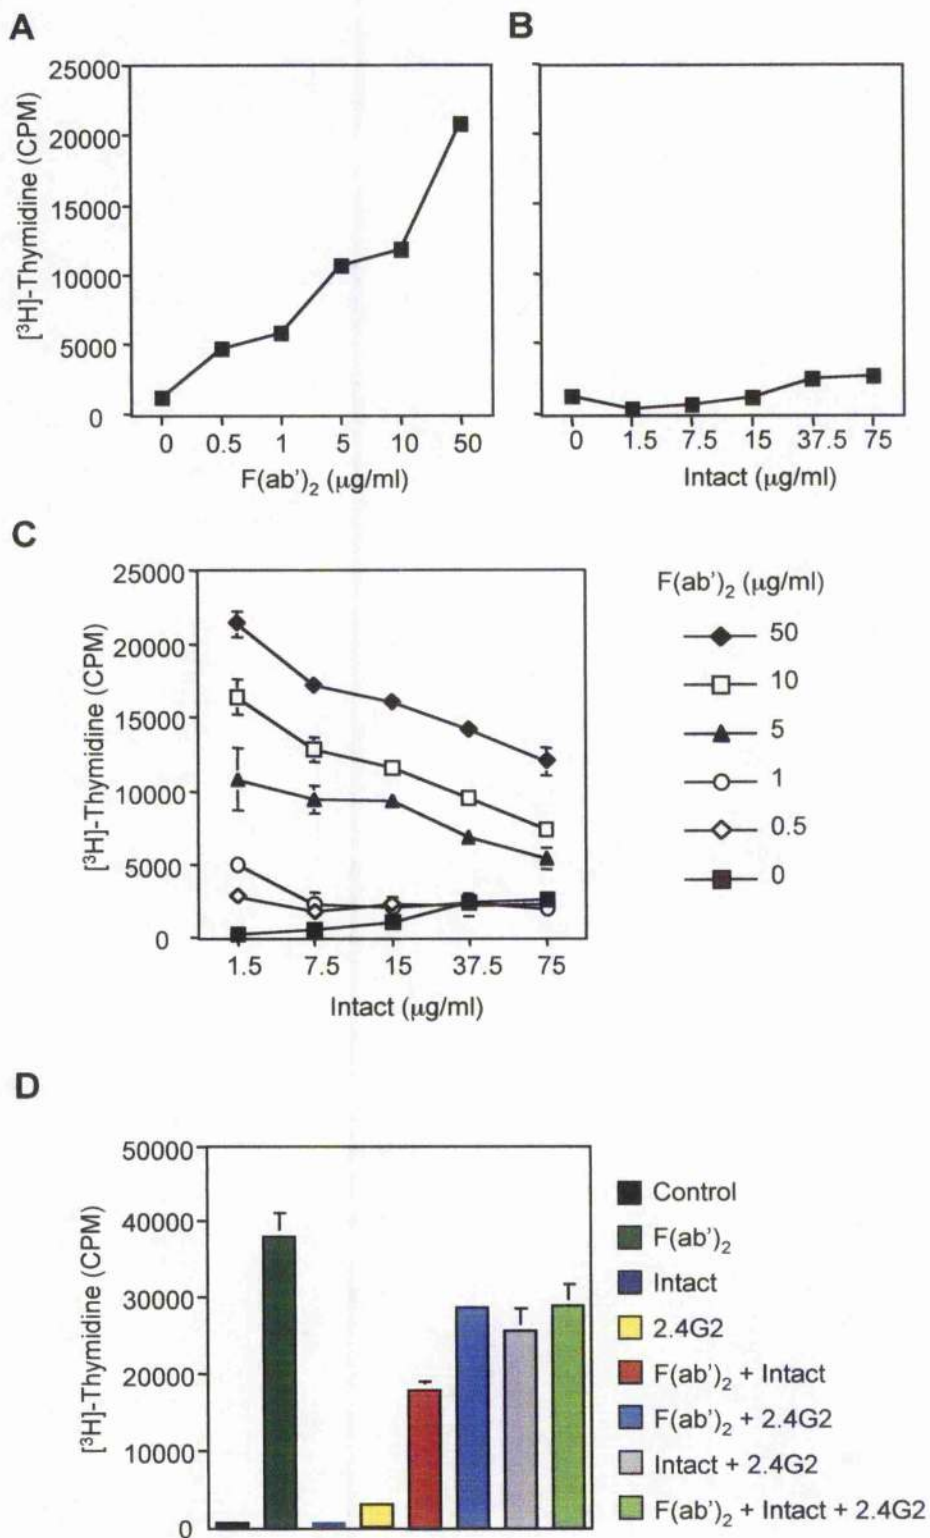 A
[³H]-Thymidine (CPM)
25000
20000
15000
10000
5000
0
0 0.5 1 5 10 50
F(ab')₂ (μg/ml)
B
0 1.5 7.5 15 37.5 75
Intact (μg/ml)
C
[³H]-Thymidine (CPM)
25000
20000
15000
10000
5000
0
1.5 7.5 15 37.5 75
Intact (μg/ml)
F(ab')₂ (μg/ml)
50
10
5
1
0.5
0
D
[³H]-Thymidine (CPM)
50000
40000
30000
20000
10000
0
Control
F(ab')₂
Intact
2.4G2
F(ab')₂ + Intact
F(ab')₂ + 2.4G2
Intact + 2.4G2
F(ab')₂ + Intact + 2.4G2